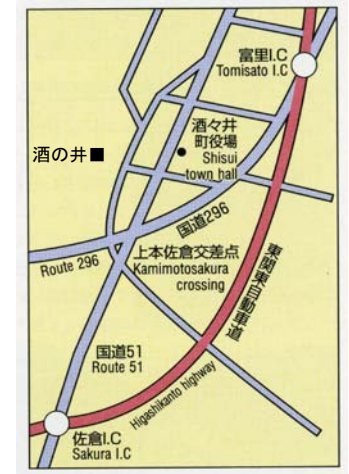 富里I.C
Tomisato I.C
酒々井
町役場
Shisui
town hall
酒の井■
国道296
Route 296
上本佐倉交差点
Kamimotosakura
crossing
東関東自動車道
国道51
Route 51
Higashikanto highway
佐倉I.C
Sakura I.C